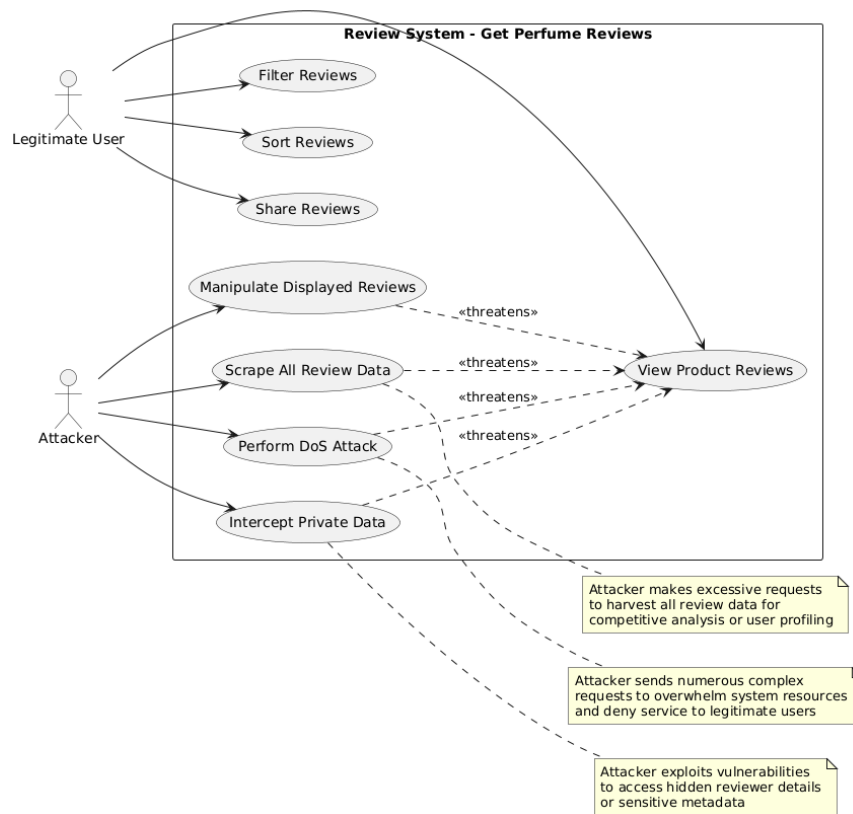 Review System - Get Perfume Reviews
Filter Reviews
Legitimate User
Sort Reviews
Share Reviews
Manipulate Displayed Reviews
«threatens»
Scrape All Review Data
«threatens»
View Product Reviews
«threatens»
Attacker
Perform DoS Attack
«threatens»
Intercept Private Data
Attacker makes excessive requests
to harvest all review data for
competitive analysis or user profiling
Attacker sends numerous complex
requests to overwhelm system resources
and deny service to legitimate users
Attacker exploits vulnerabilities
to access hidden reviewer details
or sensitive metadata